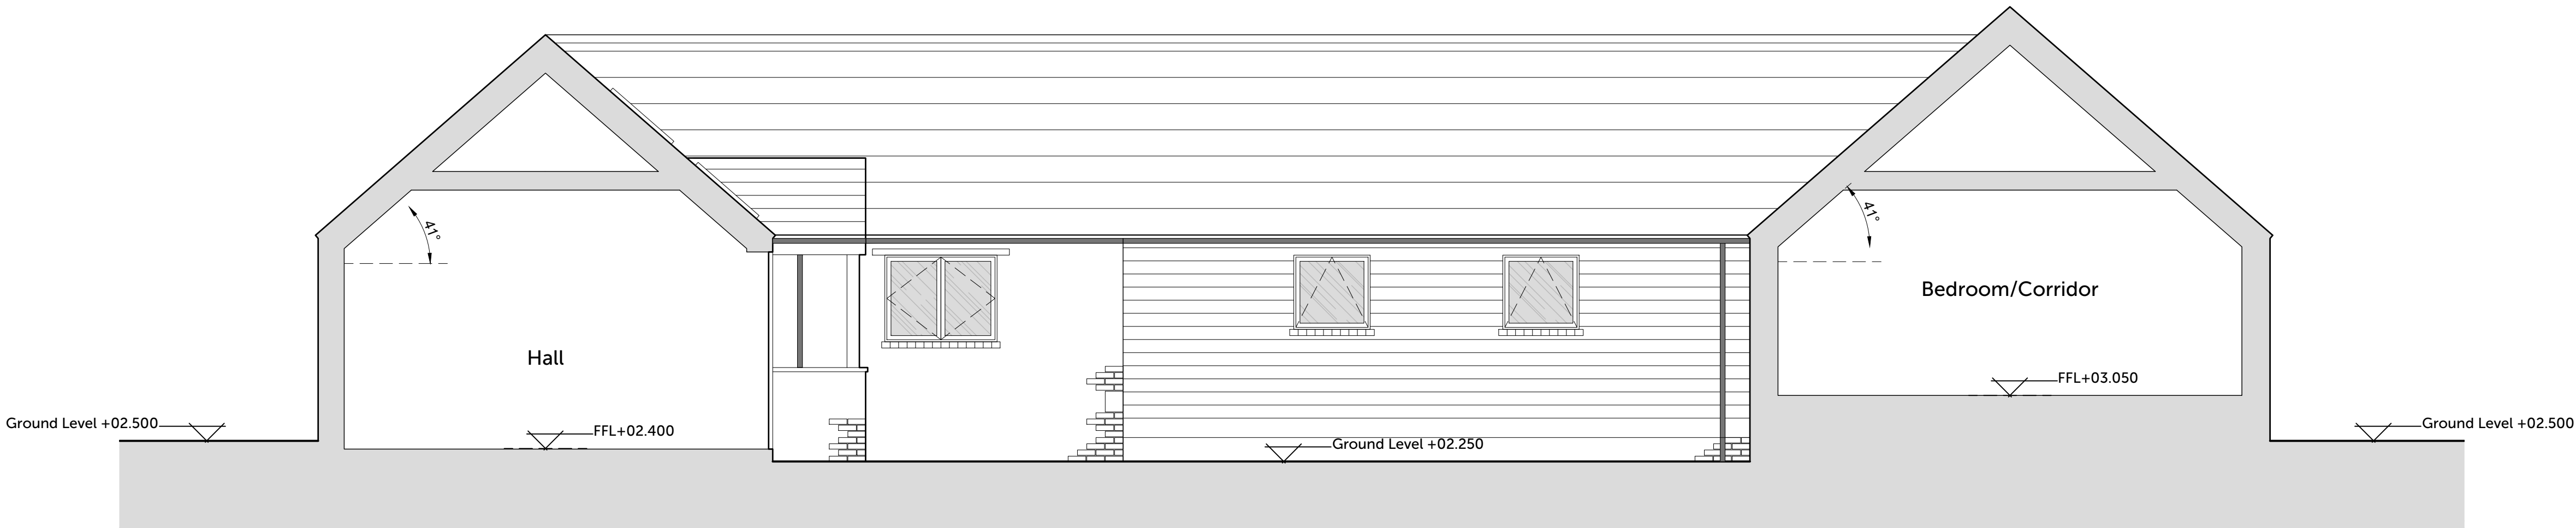 41°
41°
Bedroom/Corridor
Hall
FFL+03.050
Ground Level +02.500
FFL+02.400
Ground Level +02.250
Ground Level +02.500